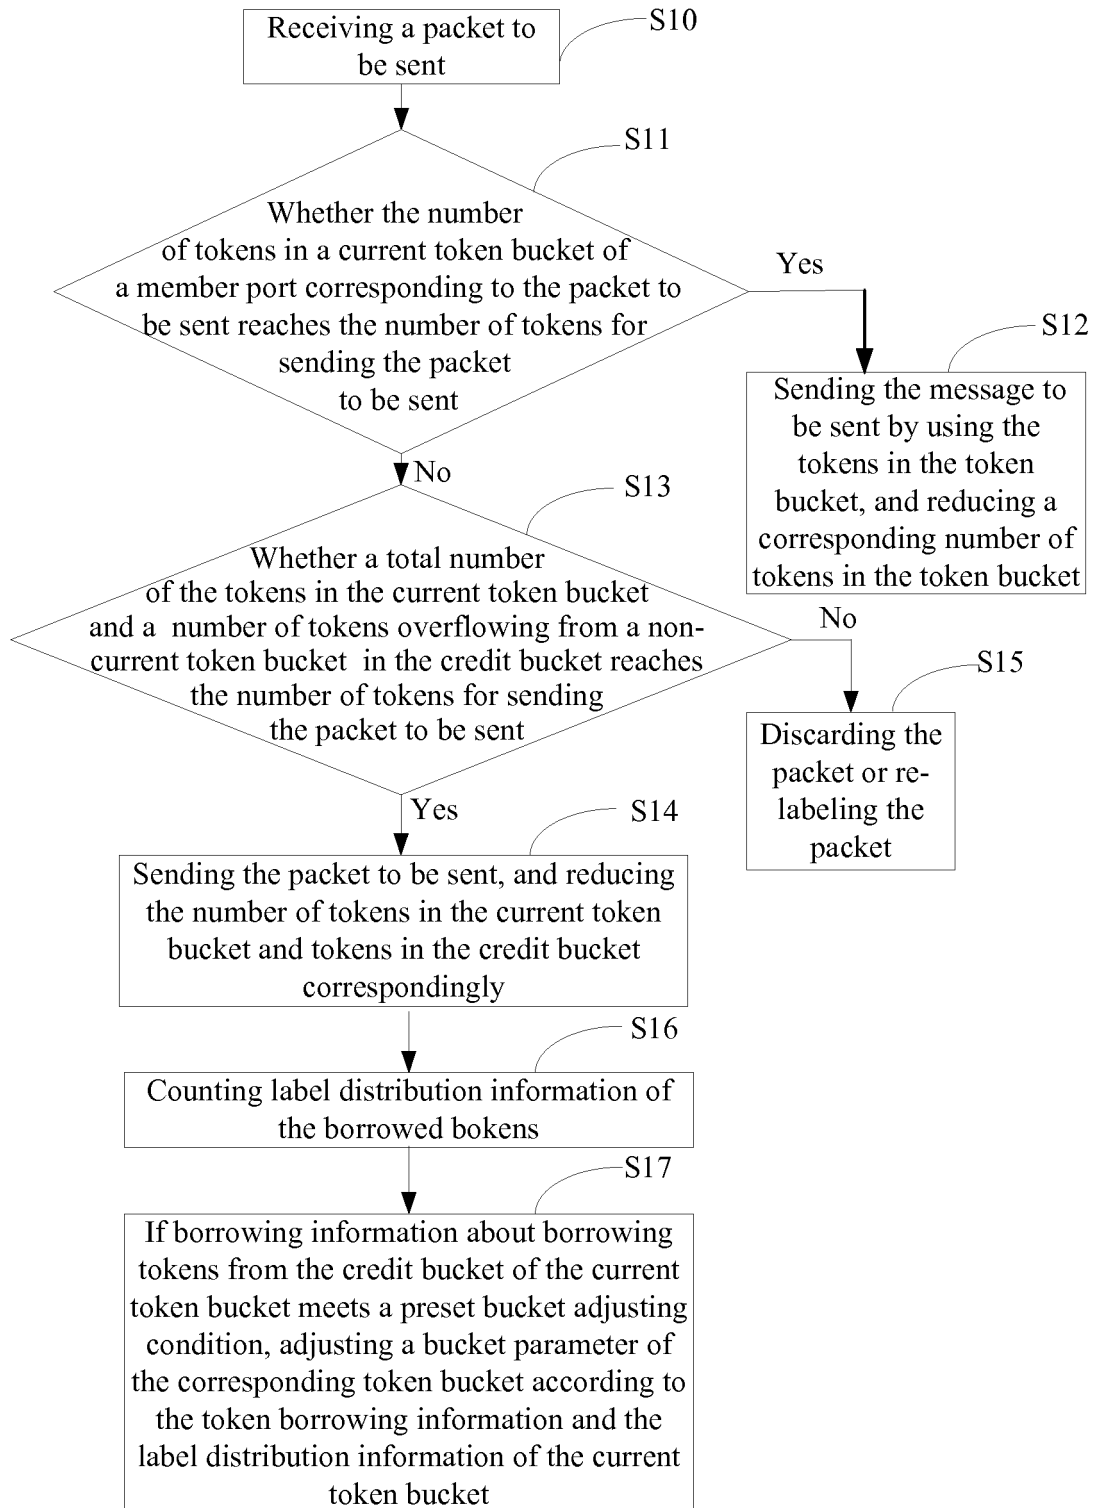 Receiving a packet to
be sent
S10
S11
Whether the number
of tokens in a current token bucket of
a member port corresponding to the packet to
be sent reaches the number of tokens for
sending the packet
to be sent
Yes
S12
Sending the message to
be sent by using the
tokens in the token
bucket, and reducing a
corresponding number of
tokens in the token bucket
No
S13
Whether a total number
of the tokens in the current token bucket
and a number of tokens overflowing from a non-
current token bucket in the credit bucket reaches
the number of tokens for sending
the packet to be sent
No
S15
Discarding the
packet or re-
labeling the
packet
Yes
S14
Sending the packet to be sent, and reducing
the number of tokens in the current token
bucket and tokens in the credit bucket
correspondingly
S16
Counting label distribution information of
the borrowed bokens
S17
If borrowing information about borrowing
tokens from the credit bucket of the current
token bucket meets a preset bucket adjusting
condition, adjusting a bucket parameter of
the corresponding token bucket according to
the token borrowing information and the
label distribution information of the current
token bucket